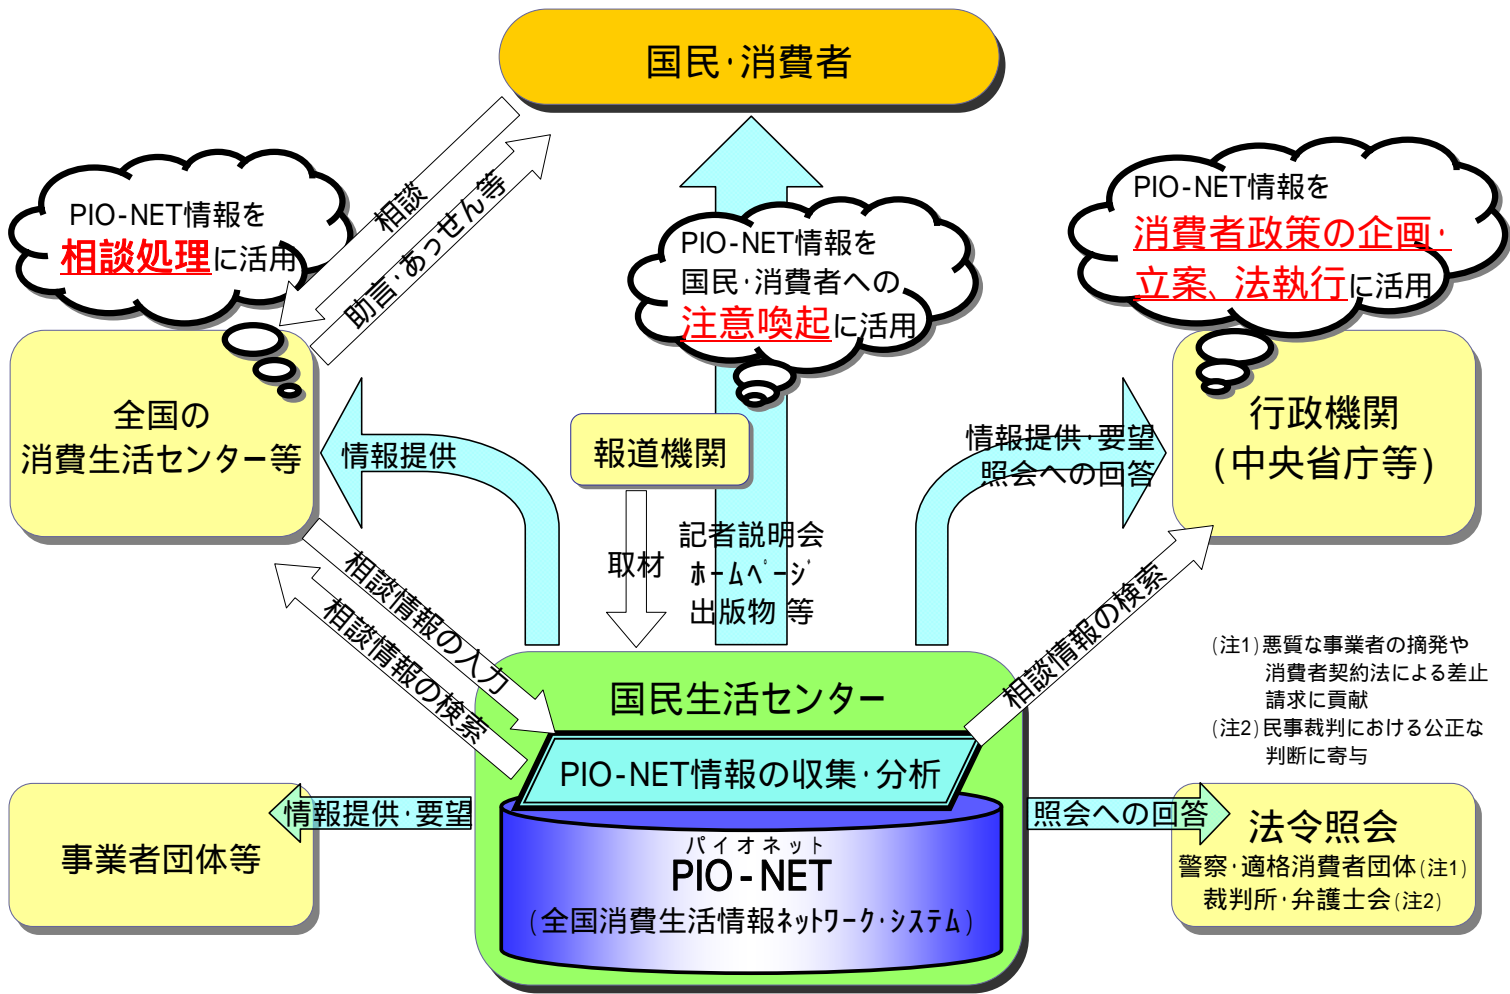 国民･消費者
相談
助言･あっせん等
PIO-NET情報を
相談処理に活用
PIO-NET情報を
国民･消費者への
注意喚起に活用
PIO-NET情報を
消費者政策の企画･
立案、法執行に活用
全国の
消費生活センター等
情報提供
報道機関
取材
記者説明会
ﾎｰﾑﾍﾟｰｼﾞ
出版物 等
情報提供･要望
照会への回答
行政機関
(中央省庁等)
相談情報の入力
相談情報の検索
相談情報の検索
(注1)悪質な事業者の摘発や
消費者契約法による差止
請求に貢献
(注2)民事裁判における公正な
判断に寄与
国民生活センター
PIO-NET情報の収集･分析
パイオネット
PIO-NET
(全国消費生活情報ﾈｯﾄﾜｰｸ･ｼｽﾃﾑ)
情報提供･要望
事業者団体等
照会への回答
法令照会
警察･適格消費者団体(注1)
裁判所･弁護士会(注2)